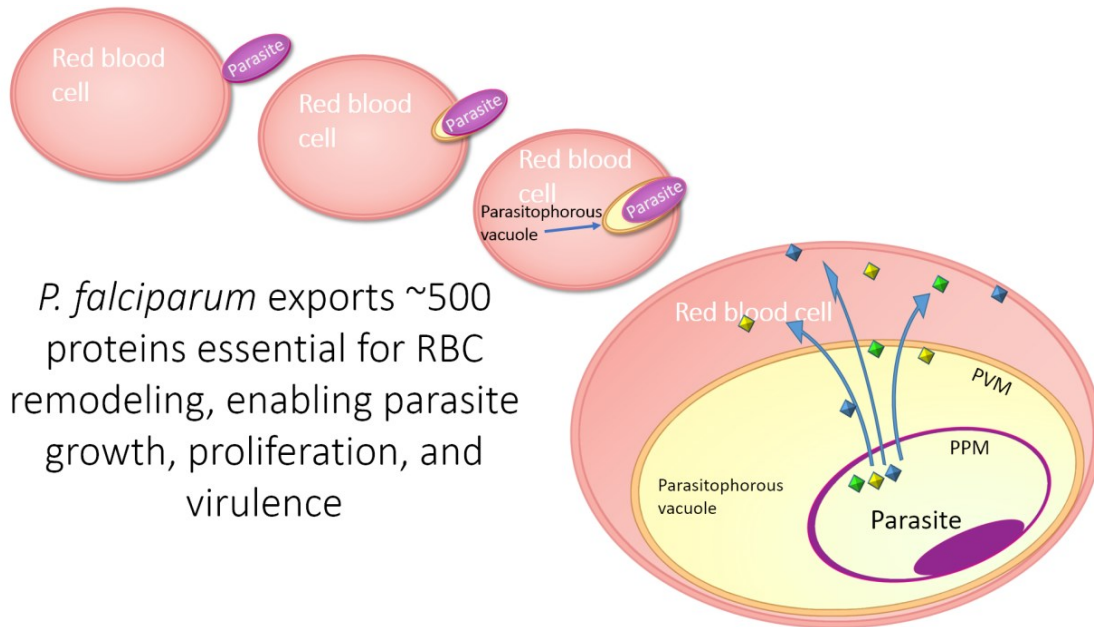 Red blood
cell
Parasite
Red blood
cell
Parasite
Red blood
cell
Parasite
Parasitophorous
vacuole
P. falciparum exports ~500
proteins essential for RBC
remodeling, enabling parasite
growth, proliferation, and
virulence
Red blood cell
PVM
PPM
Parasitophorous
vacuole
Parasite